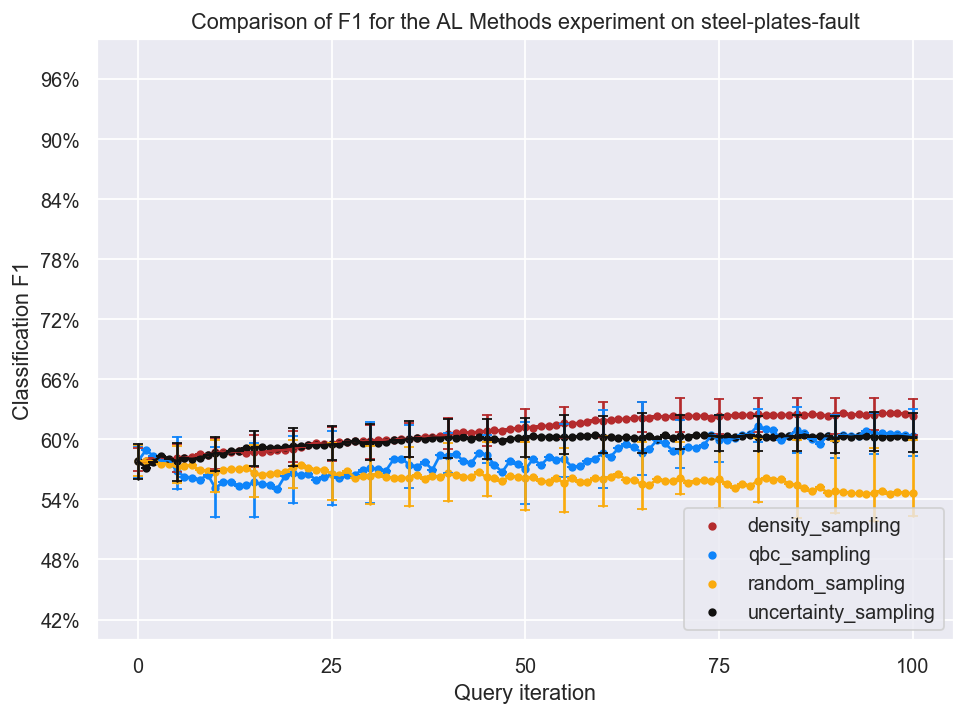 Comparison of F1 for the AL Methods experiment on steel-plates-fault
96%
90%
84%
78%
72%
66%
60%
54%
48%
42%
Classification F1
0 25 50 75 100
Query iteration
density_sampling
qbc_sampling
random_sampling
uncertainty_sampling